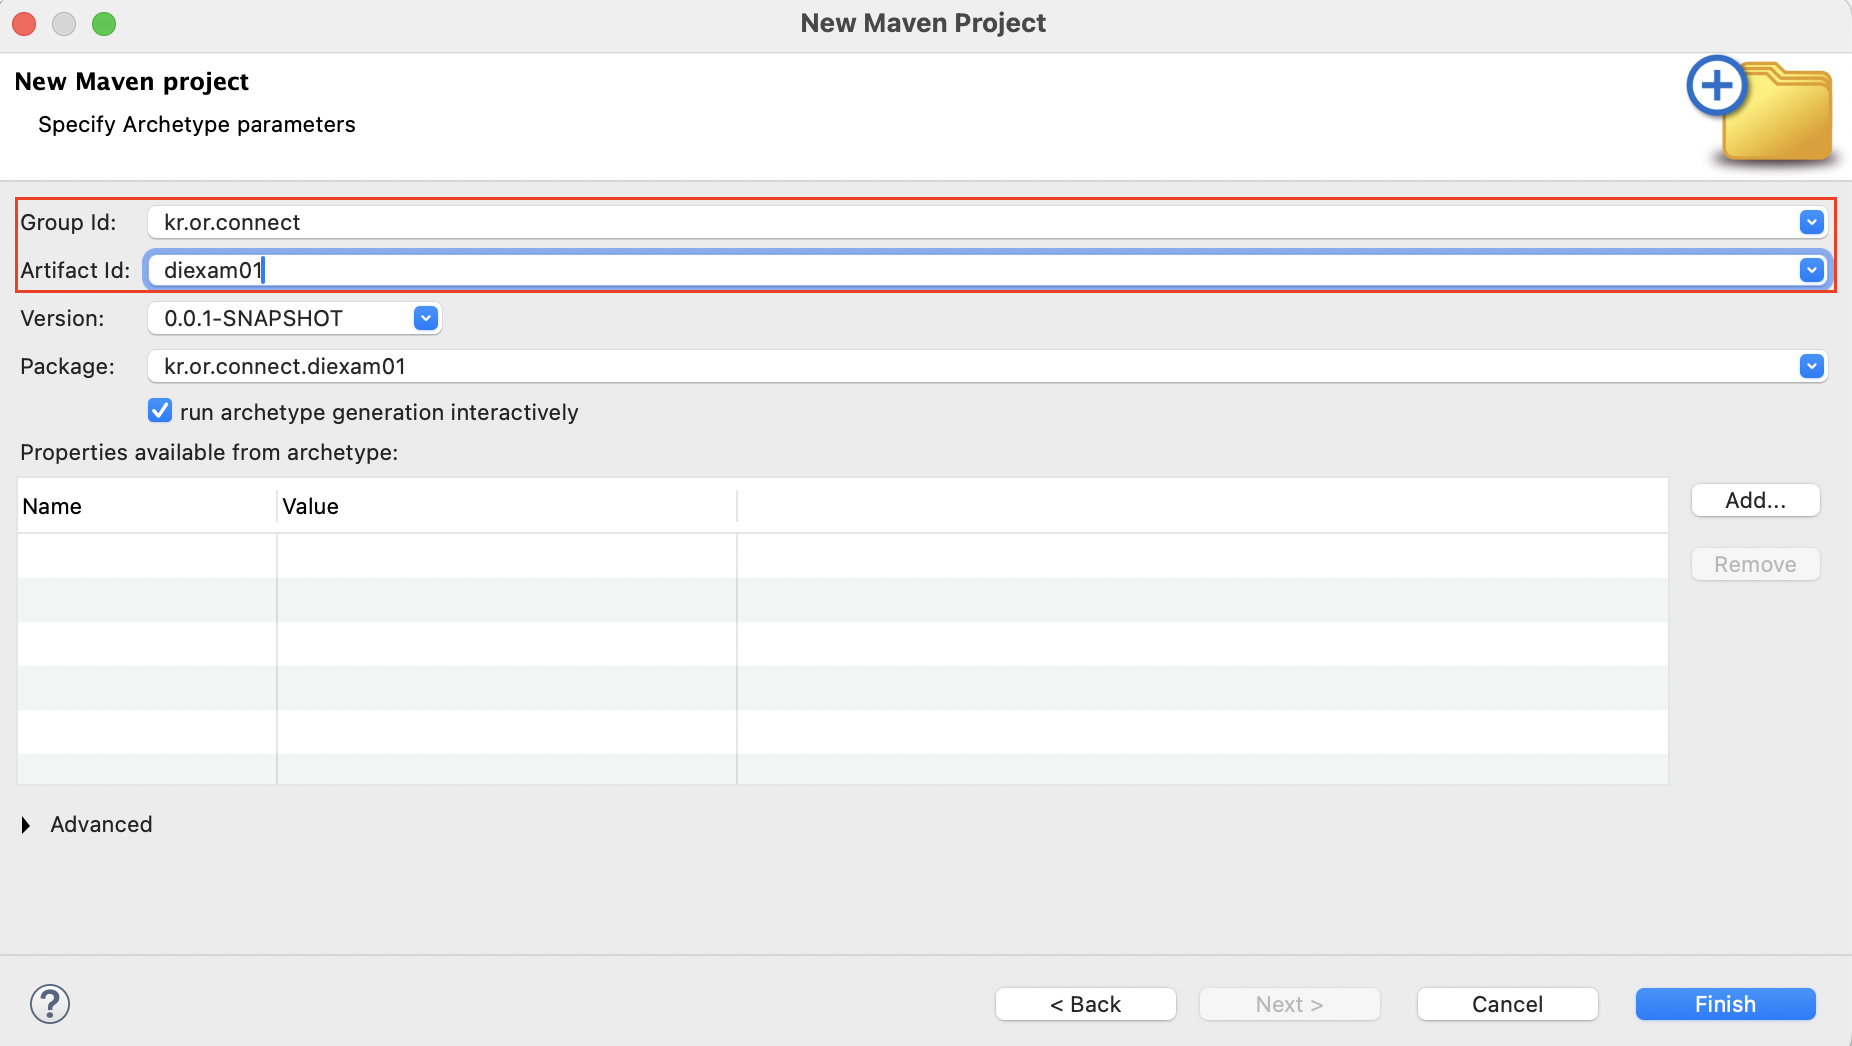 New Maven Project
New Maven project
Specify Archetype parameters
Group Id: kr.or.connect
Artifact Id: diexam01
Version: 0.0.1-SNAPSHOT
Package: kr.or.connect.diexam01
run archetype generation interactively
Properties available from archetype:
Name Value
Add...
Remove
Advanced
? < Back Next > Cancel Finish